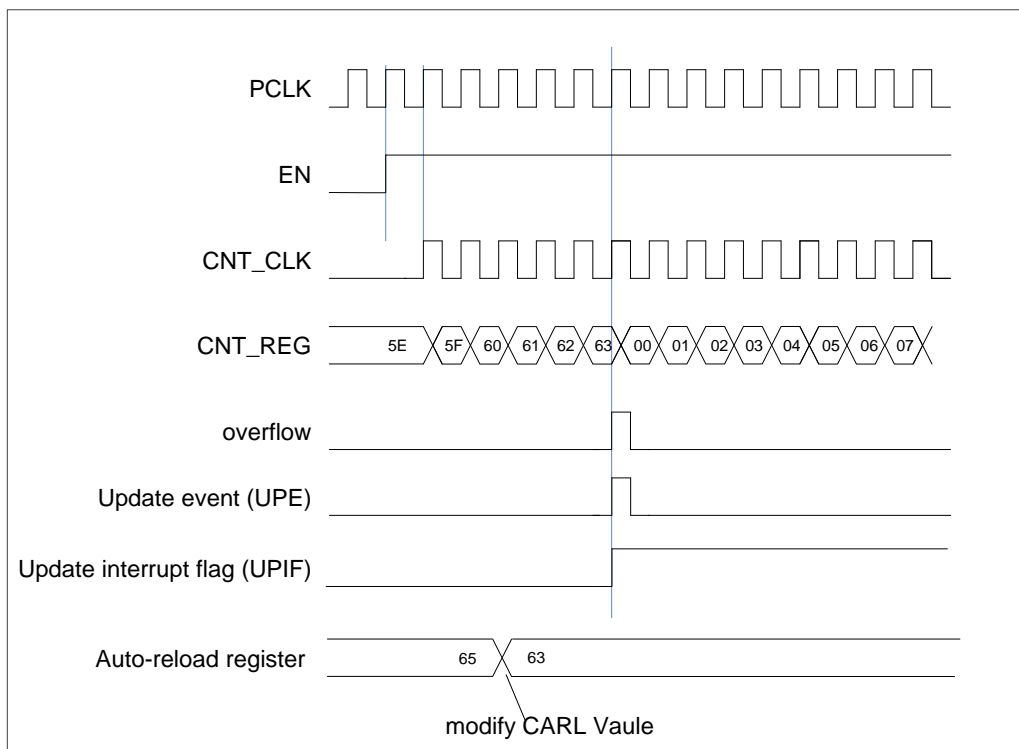 PCLK
EN
CNT_CLK
CNT_REG 5E 5F 60 61 62 63 00 01 02 03 04 05 06 07
overflow
Update event (UPE)
Update interrupt flag (UPIF)
Auto-reload register 65 63
modify CARL Vaule